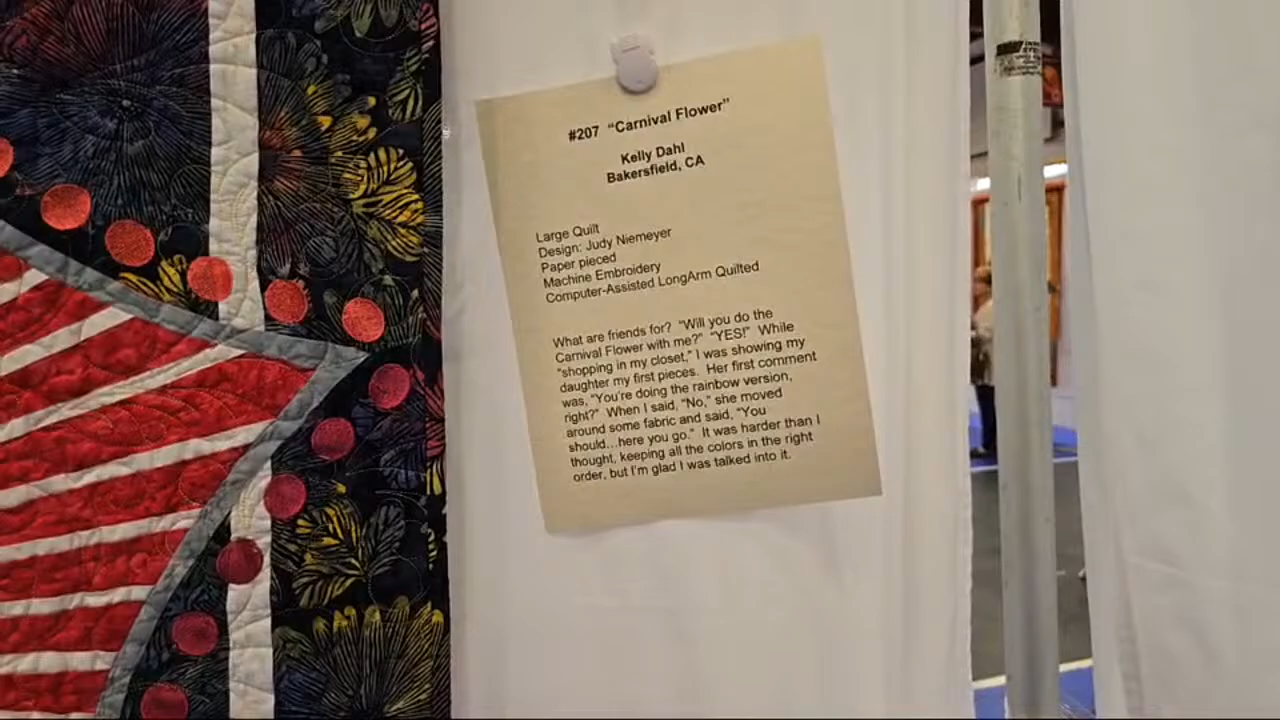 #207 "Carnival Flower"
Kelly Dahl
Bakersfield, CA
Large Quilt
Design: Judy Niemeyer
Paper pieced
Machine Embroidery
Computer-Assisted LongArm Quilted
What are friends for? "Will you do the
Carnival Flower with me?" "YES!" While
"shopping in my closet," I was showing my
daughter my first pieces. Her first comment
was, "You're doing the rainbow version,
right?" When I said, "No," she moved
around some fabric and said, "You
should...here you go." It was harder than I
thought, keeping all the colors in the right
order, but I'm glad I was talked into it.